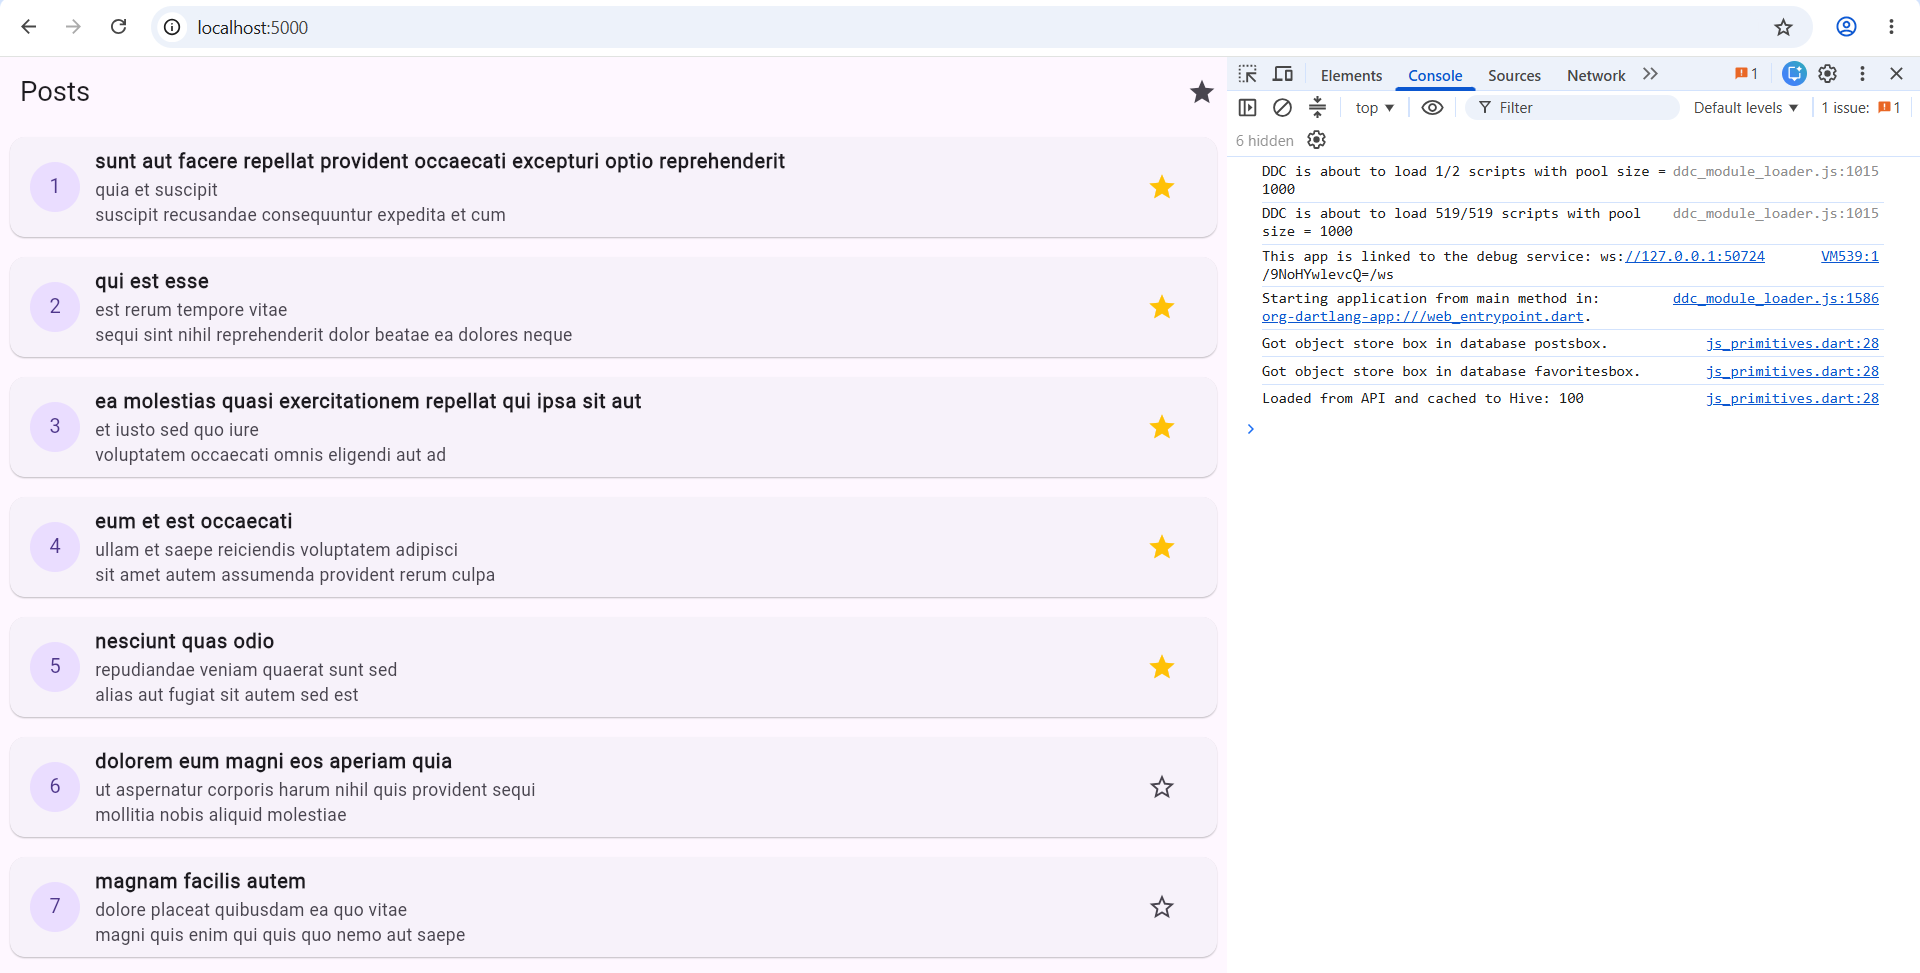 localhost:5000
Posts
1
sunt aut facere repellat provident occaecati excepturi optio reprehenderit
quia et suscipit
suscipit recusandae consequuntur expedita et cum
2
qui est esse
est rerum tempore vitae
sequi sint nihil reprehenderit dolor beatae ea dolores neque
3
ea molestias quasi exercitationem repellat qui ipsa sit aut
et iusto sed quo iure
voluptatem occaecati omnis eligendi aut ad
4
eum et est occaecati
ullam et saepe reiciendis voluptatem adipisci
sit amet autem assumenda provident rerum culpa
5
nesciunt quas odio
repudiandae veniam quaerat sunt sed
alias aut fugiat sit autem sed est
6
dolorem eum magni eos aperiam quia
ut aspernatur corporis harum nihil quis provident sequi
mollitia nobis aliquid molestiae
7
magnam facilis autem
dolore placeat quibusdam ea quo vitae
magni quis enim qui quis quo nemo aut saepe
Elements Console Sources Network 1
top Filter Default levels 1 issue: 1
6 hidden
DDC is about to load 1/2 scripts with pool size = ddc_module_loader.js:1015
1000
DDC is about to load 519/519 scripts with pool ddc_module_loader.js:1015
size = 1000
This app is linked to the debug service: ws://127.0.0.1:50724 VM539:1
/9NoHYwlevcQ=/ws
Starting application from main method in: ddc_module_loader.js:1586
org-dartlang-app:///web_entrypoint.dart.
Got object store box in database postsbox. js_primitives.dart:28
Got object store box in database favoritesbox. js_primitives.dart:28
Loaded from API and cached to Hive: 100 js_primitives.dart:28